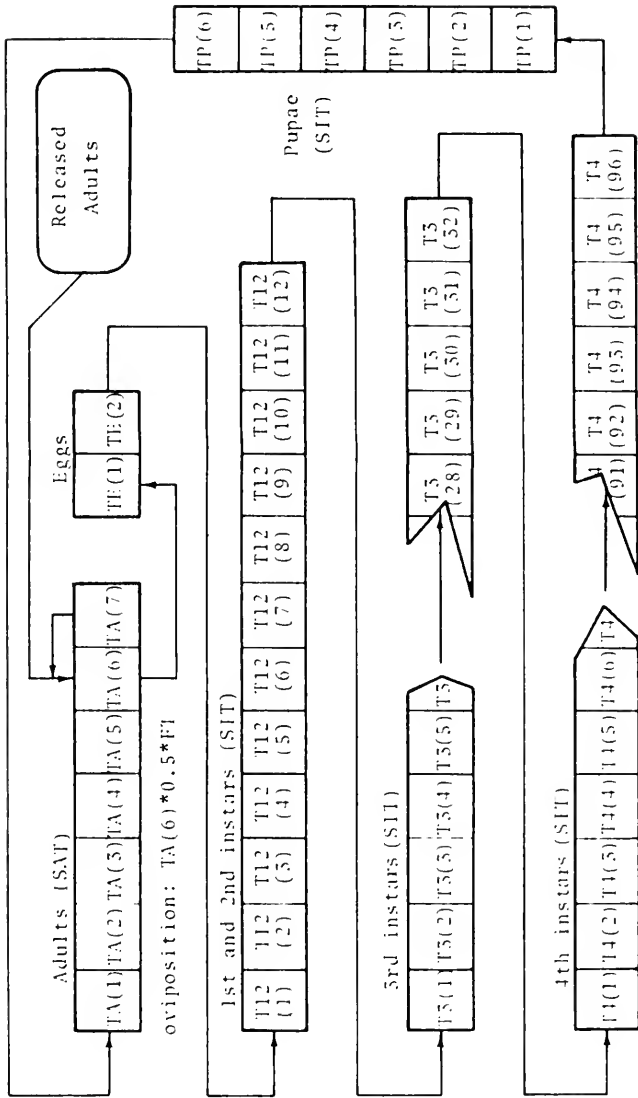 Adults (SAT)
TA(1) TA(2) TA(3) TA(4) TA(5) TA(6) TA(7)
oviposition: TA(6)*0.5*F1
Eggs
TE(1) TE(2)
Released
Adults
1st and 2nd instars (SIT)
T12 (1) T12 (2) T12 (3) T12 (4) T12 (5) T12 (6) T12 (7) T12 (8) T12 (9) T12 (10) T12 (11) T12 (12)
3rd instars (SIT)
T3(1) T3(2) T3(3) T3(4) T3(5) T3 T3 (28) T3 (29) T3 (30) T3 (31) T3 (32)
4th instars (SIT)
T4(1) T4(2) T4(3) T4(4) T4(5) T4(6) T4 4 (91) T4 (92) T4 (93) T4 (94) T4 (95) T4 (96)
Pupae
(SIT)
TP(6)
TP(5)
TP(4)
TP(3)
TP(2)
TP(1)